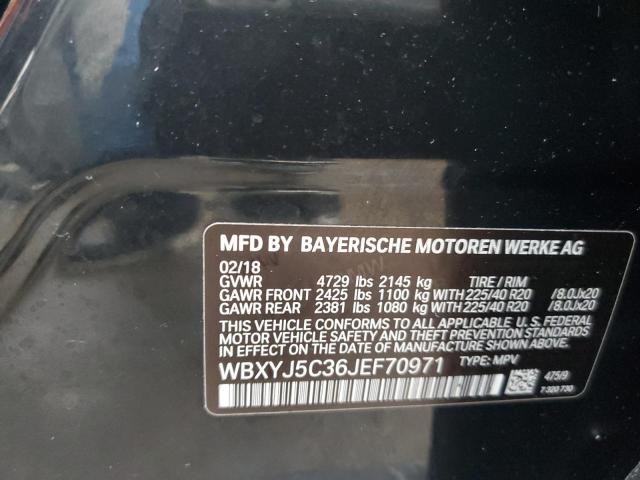 MFD BY BAYERISCHE MOTOREN WERKE AG
02/18
GVWR 4729 lbs 2145 kg TIRE / RIM
GAWR FRONT 2425 lbs 1100 kg WITH 225/40 R20 /8.0Jx20
GAWR REAR 2381 lbs 1080 kg WITH 225/40 R20 /8.0Jx20
THIS VEHICLE CONFORMS TO ALL APPLICABLE U. S. FEDERAL
MOTOR VEHICLE SAFETY AND THEFT PREVENTION STANDARDS
IN EFFECT ON THE DATE OF MANUFACTURE SHOWN ABOVE.
WBXYJ5C36JEF70971 TYPE: MPV
475/9
7 320 730